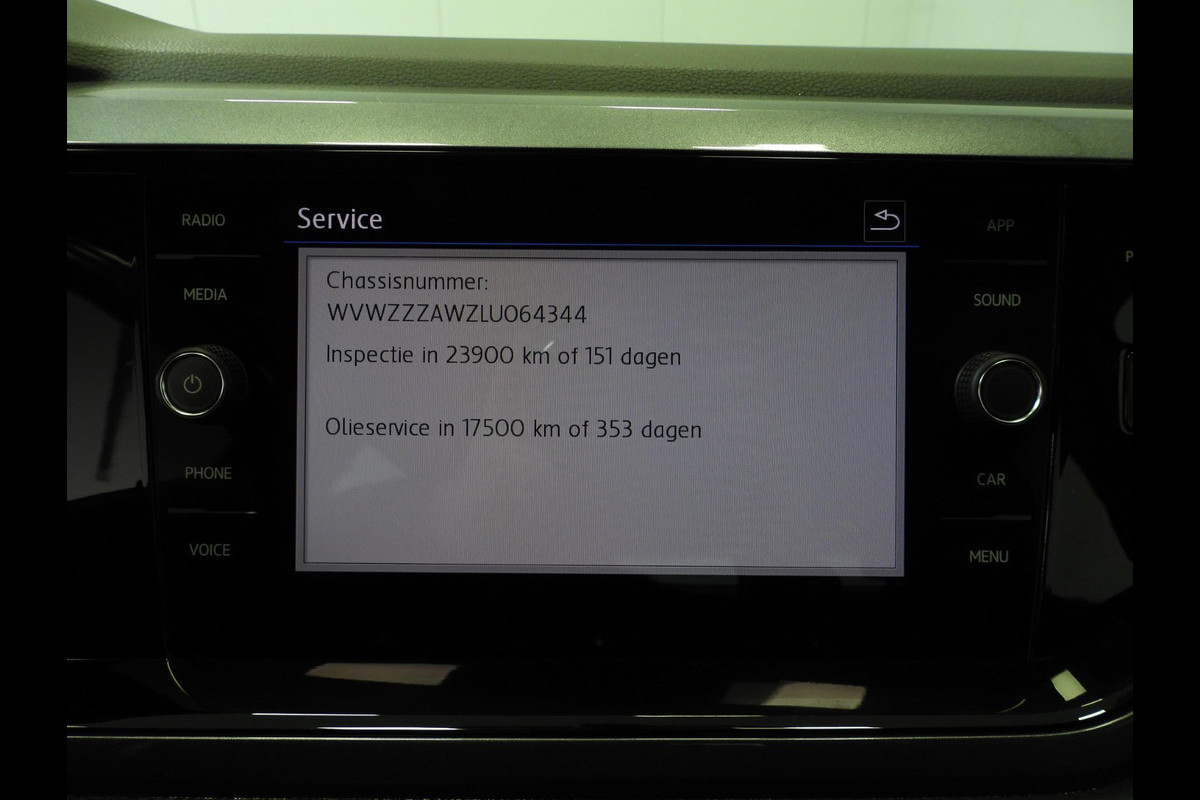 Service
Chassisnummer:
WVWZZZAWZLU064344
Inspectie in 23900 km of 151 dagen
Olieservice in 17500 km of 353 dagen
RADIO
MEDIA
PHONE
VOICE
APP
SOUND
CAR
MENU